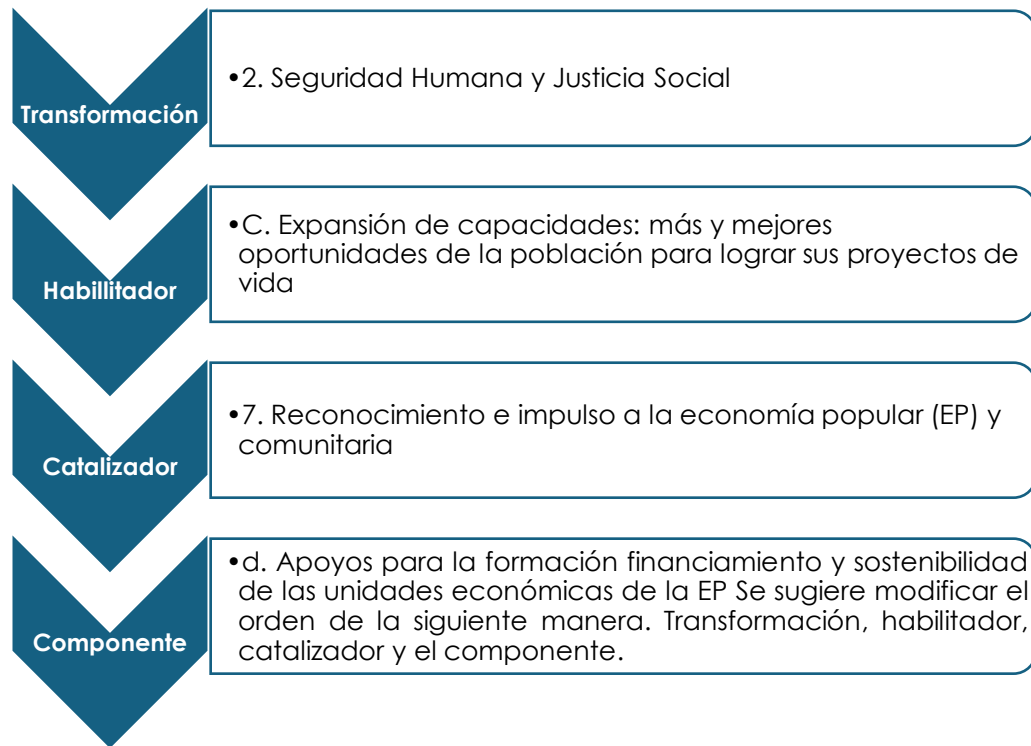 Transformación
•2. Seguridad Humana y Justicia Social
Habillitador
•C. Expansión de capacidades: más y mejores
oportunidades de la población para lograr sus proyectos de
vida
Catalizador
•7. Reconocimiento e impulso a la economía popular (EP) y
comunitaria
Componente
•d. Apoyos para la formación financiamiento y sostenibilidad
de las unidades económicas de la EP Se sugiere modificar el
orden de la siguiente manera. Transformación, habilitador,
catalizador y el componente.